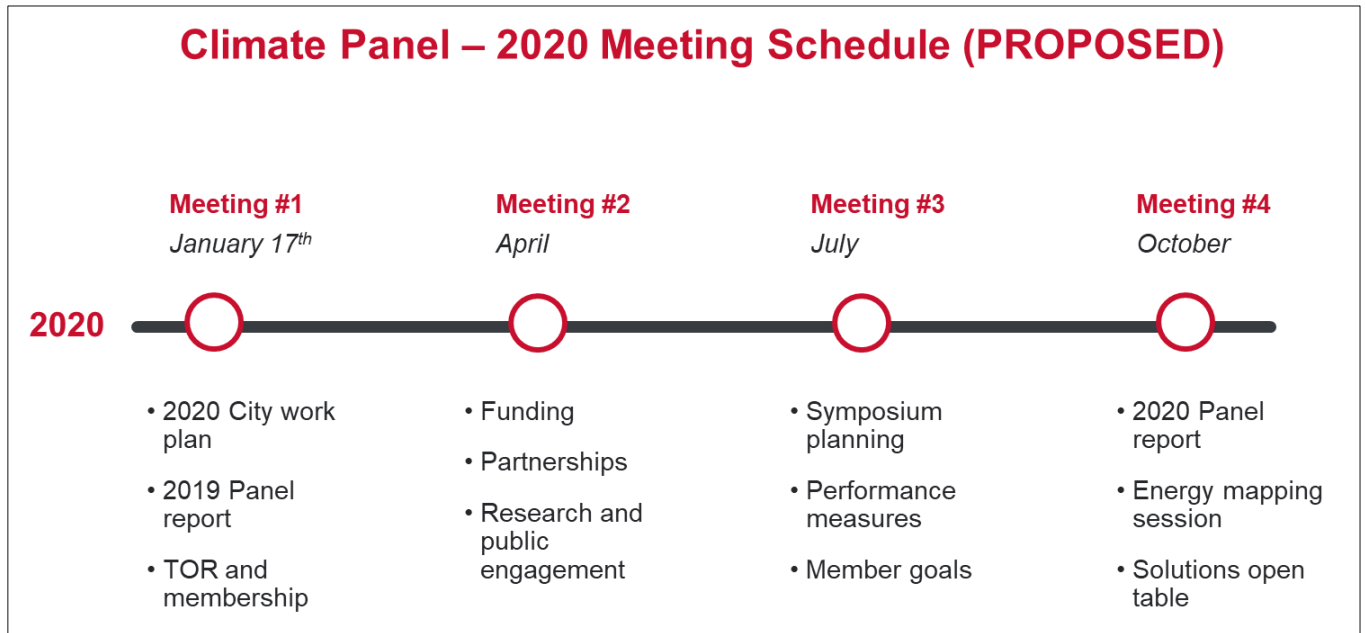 Climate Panel – 2020 Meeting Schedule (PROPOSED)
Meeting #1
January 17th
Meeting #2
April
Meeting #3
July
Meeting #4
October
2020
• 2020 City work
plan
• 2019 Panel
report
• TOR and
membership
• Funding
• Partnerships
• Research and
public
engagement
• Symposium
planning
• Performance
measures
• Member goals
• 2020 Panel
report
• Energy mapping
session
• Solutions open
table